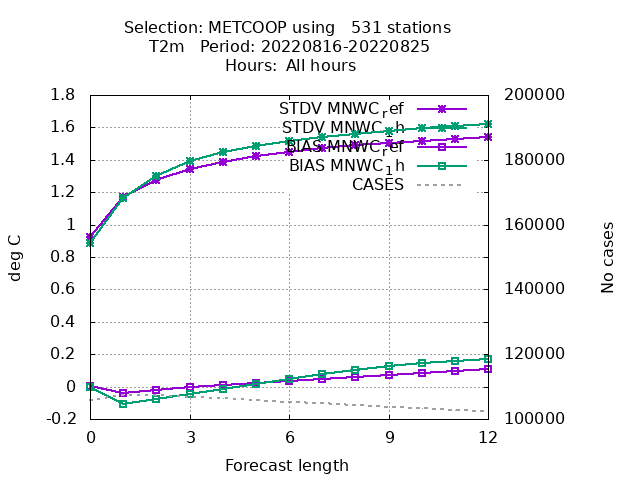 Selection: METCOOP using 531 stations
T2m Period: 20220816-20220825
Hours: All hours
1.8
1.6
1.4
1.2
1
0.8
0.6
0.4
0.2
0
-0.2
deg C
STDV MNWC_ref
STDV MNWC_1h
BIAS MNWC_ref
BIAS MNWC_1h
CASES
200000
180000
160000
140000
120000
100000
No cases
0 3 6 9 12
Forecast length